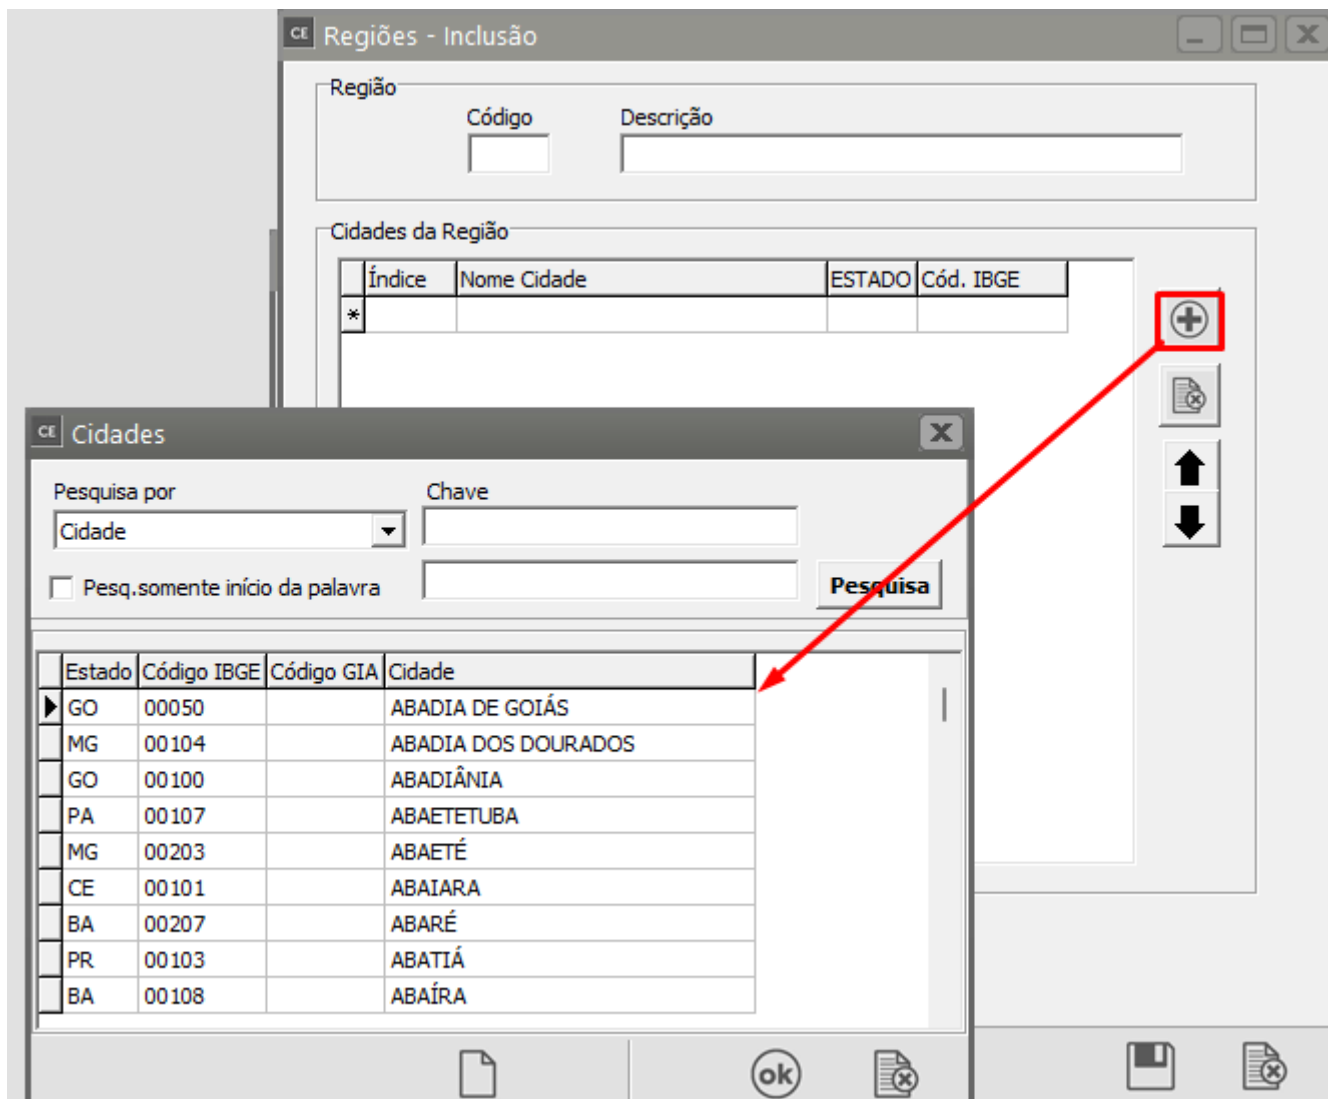 CE Regiões - Inclusão
Região
Código Descrição
Cidades da Região
Índice Nome Cidade ESTADO Cód. IBGE
*
CE Cidades
Pesquisa por Chave
Cidade
Pesq.somente início da palavra Pesquisa
Estado Código IBGE Código GIA Cidade
GO 00050 ABADIA DE GOIÁS
MG 00104 ABADIA DOS DOURADOS
GO 00100 ABADIÂNIA
PA 00107 ABAETETUBA
MG 00203 ABAETÉ
CE 00101 ABAIARA
BA 00207 ABARÉ
PR 00103 ABATIÁ
BA 00108 ABAÍRA
ok